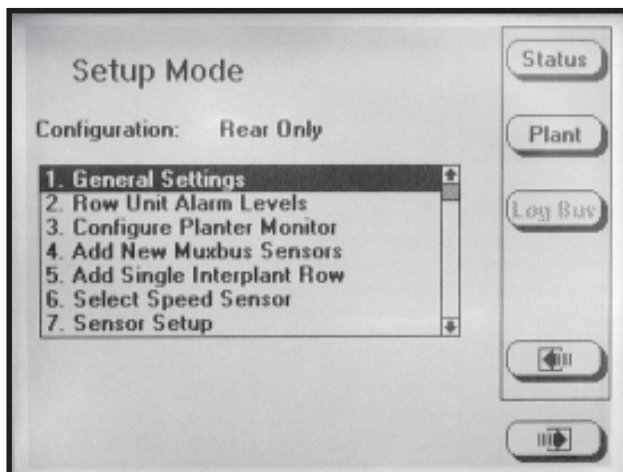 Setup Mode
Configuration: Rear Only
1. General Settings
2. Row Unit Alarm Levels
3. Configure Planter Monitor
4. Add New Muxbus Sensors
5. Add Single Interplant Row
6. Select Speed Sensor
7. Sensor Setup
Status
Plant
Log Bus